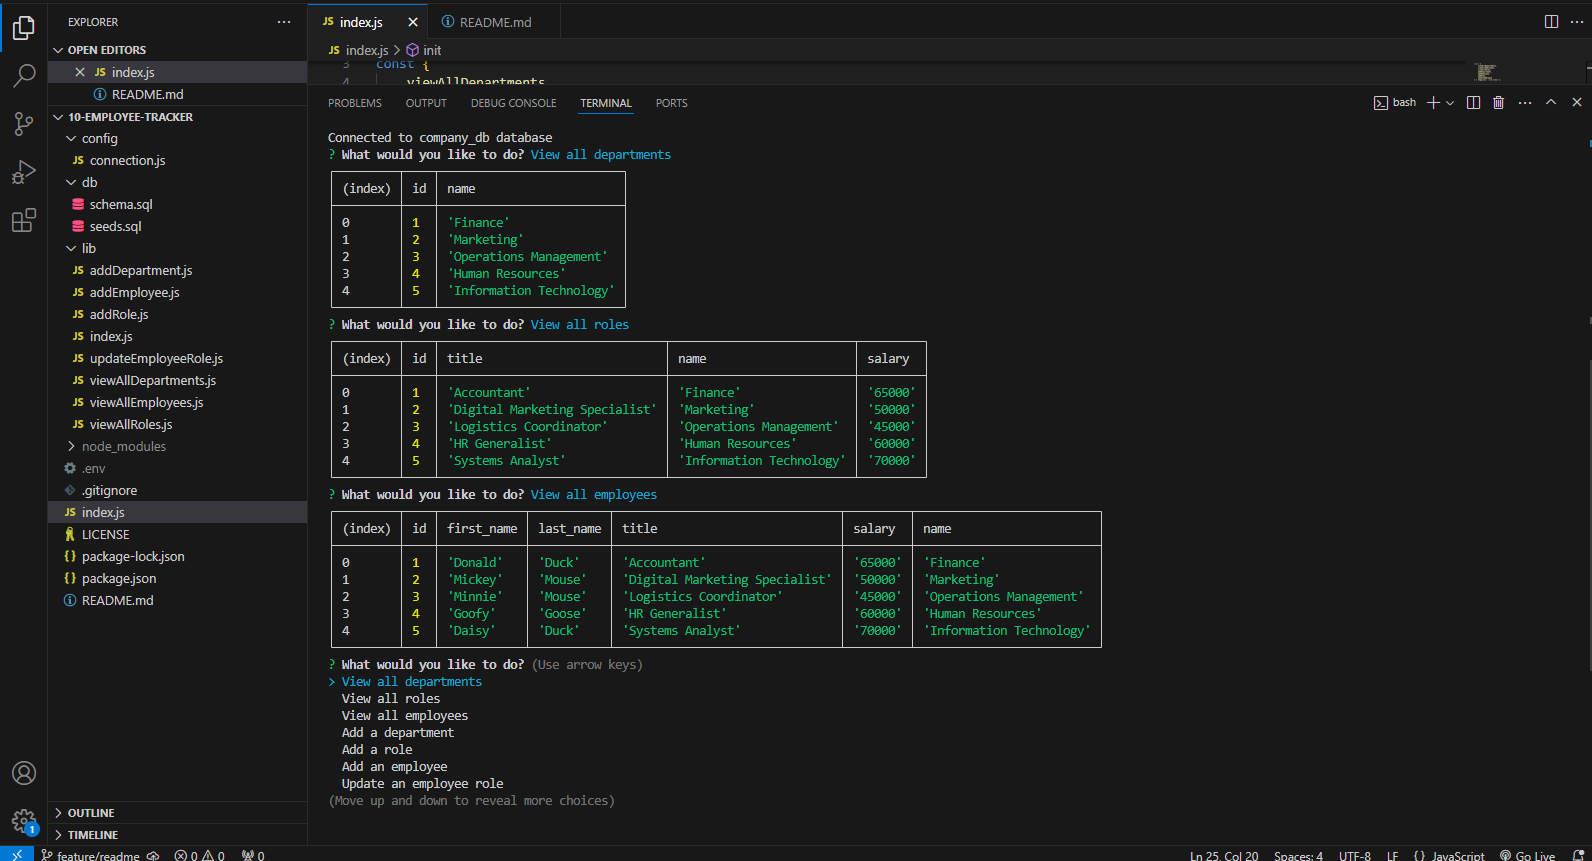 EXPLORER
···
OPEN EDITORS
JS index.js
README.md
10-EMPLOYEE-TRACKER
config
JS connection.js
db
schema.sql
seeds.sql
lib
JS addDepartment.js
JS addEmployee.js
JS addRole.js
JS index.js
JS updateEmployeeRole.js
JS viewAllDepartments.js
JS viewAllEmployees.js
JS viewAllRoles.js
node_modules
.env
.gitignore
JS index.js
LICENSE
{} package-lock.json
{} package.json
README.md
OUTLINE
TIMELINE
1
JS index.js
README.md
JS index.js > init
3 const {
4 viewAllDepartments
PROBLEMS OUTPUT DEBUG CONSOLE TERMINAL PORTS
bash
Connected to company_db database
? What would you like to do? View all departments
(index) id name
0 1 'Finance'
1 2 'Marketing'
2 3 'Operations Management'
3 4 'Human Resources'
4 5 'Information Technology'
? What would you like to do? View all roles
(index) id title name salary
0 1 'Accountant' 'Finance' '65000'
1 2 'Digital Marketing Specialist' 'Marketing' '50000'
2 3 'Logistics Coordinator' 'Operations Management' '45000'
3 4 'HR Generalist' 'Human Resources' '60000'
4 5 'Systems Analyst' 'Information Technology' '70000'
? What would you like to do? View all employees
(index) id first_name last_name title salary name
0 1 'Donald' 'Duck' 'Accountant' '65000' 'Finance'
1 2 'Mickey' 'Mouse' 'Digital Marketing Specialist' '50000' 'Marketing'
2 3 'Minnie' 'Mouse' 'Logistics Coordinator' '45000' 'Operations Management'
3 4 'Goofy' 'Goose' 'HR Generalist' '60000' 'Human Resources'
4 5 'Daisy' 'Duck' 'Systems Analyst' '70000' 'Information Technology'
? What would you like to do? (Use arrow keys)
> View all departments
View all roles
View all employees
Add a department
Add a role
Add an employee
Update an employee role
(Move up and down to reveal more choices)
feature/readme 0 0 0 Ln 25, Col 20 Spaces: 4 UTF-8 LF {} JavaScript Go Live